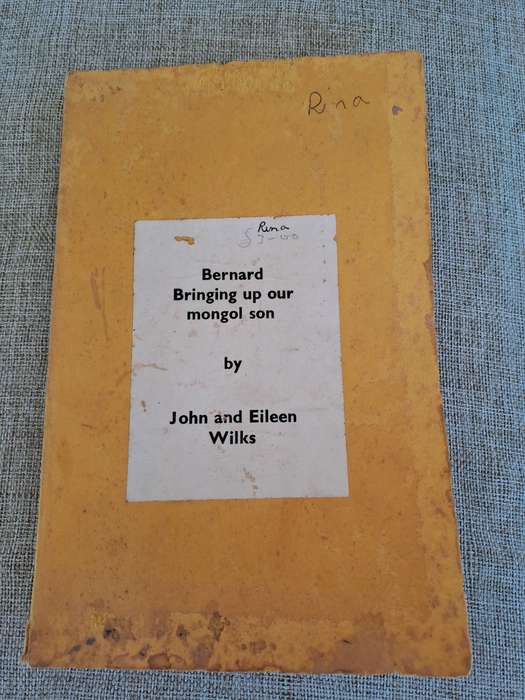 Rina
Rina
Bernard
Bringing up our
mongol son
by
John and Eileen
Wilks